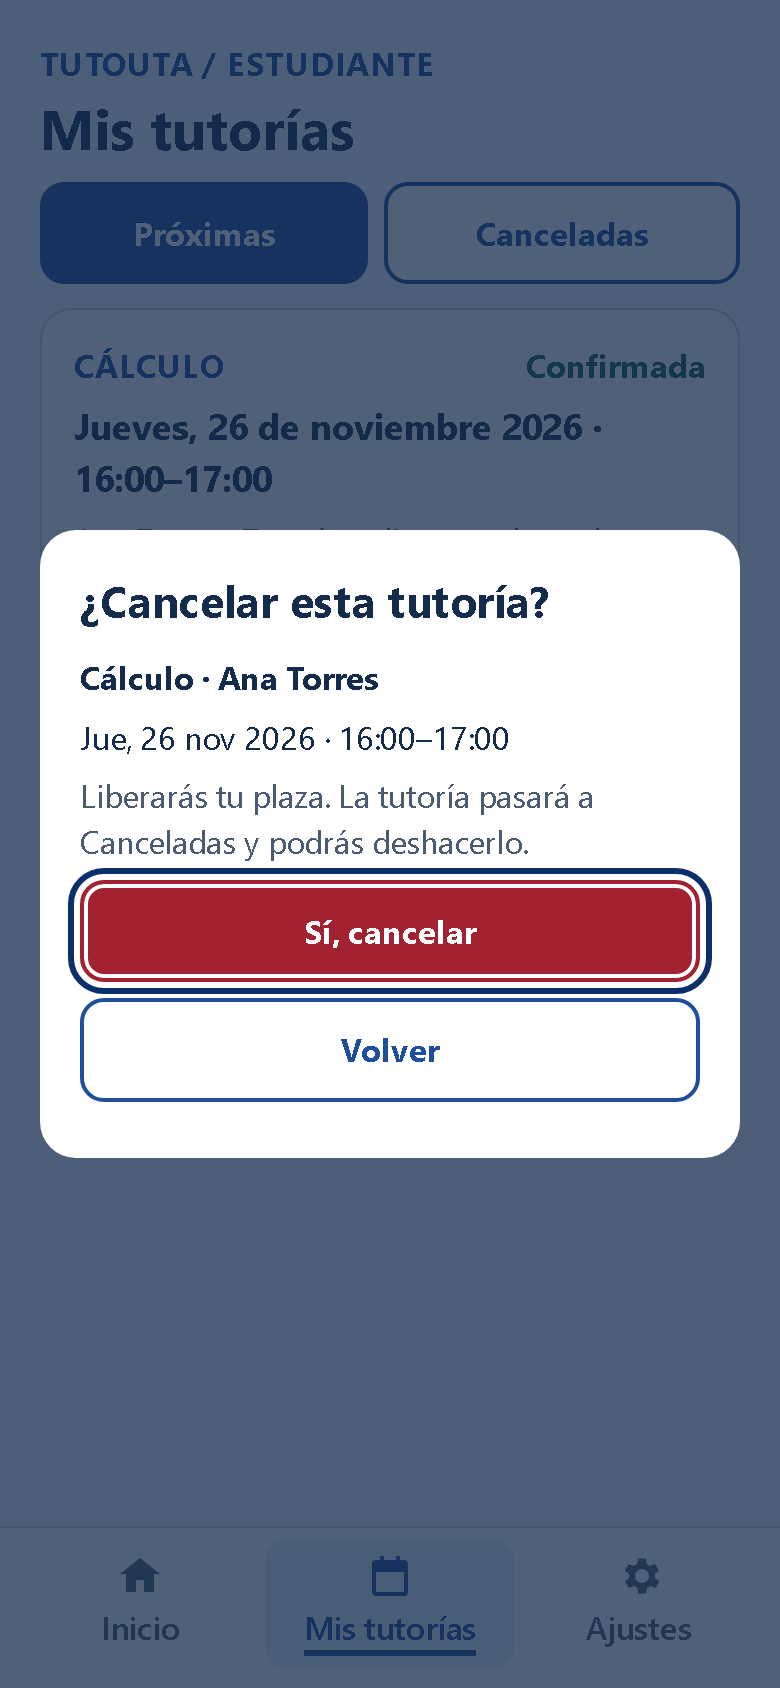 TUTOUTA / ESTUDIANTE
Mis tutorías
Próximas
Canceladas
CÁLCULO
Confirmada
Jueves, 26 de noviembre 2026 ·
16:00–17:00
¿Cancelar esta tutoría?
Cálculo · Ana Torres
Jue, 26 nov 2026 · 16:00–17:00
Liberarás tu plaza. La tutoría pasará a
Canceladas y podrás deshacerlo.
Sí, cancelar
Volver
Inicio
Mis tutorías
Ajustes